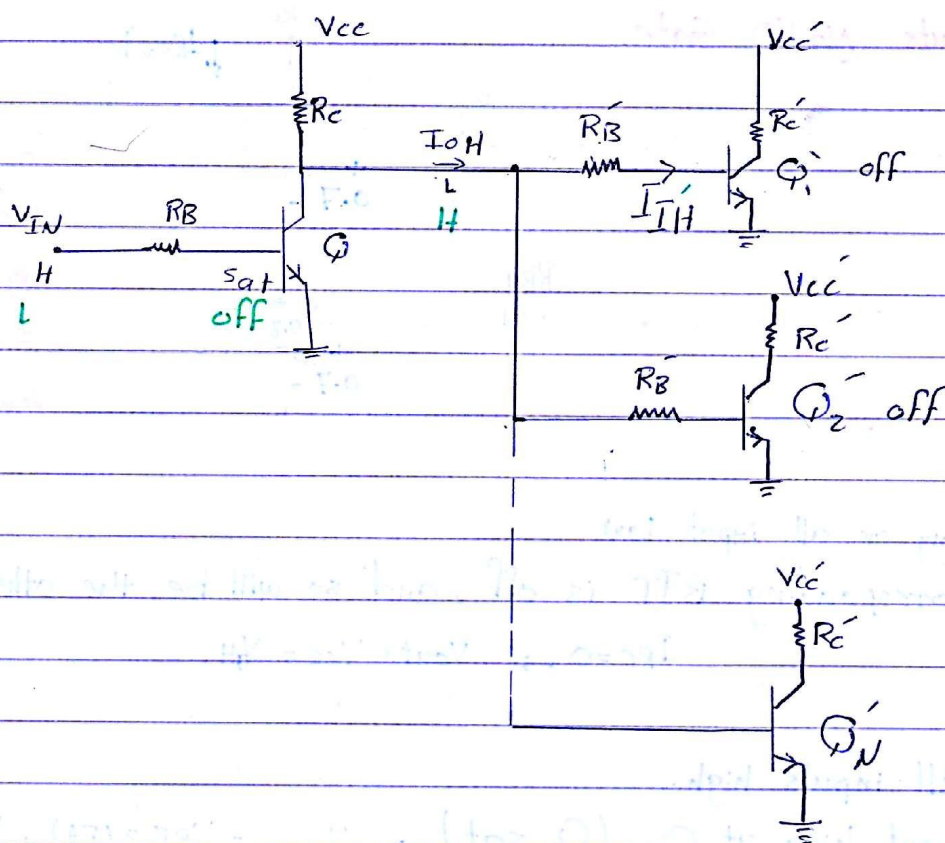 Vcc
Vcc'
Rc
Rc'
IOH
RB'
Q1' off
L
H
IIH'
VIN
RB
Q
H
sat
L
off
Vcc'
Rc'
RB'
Q2' off
Vcc'
Rc'
QN'